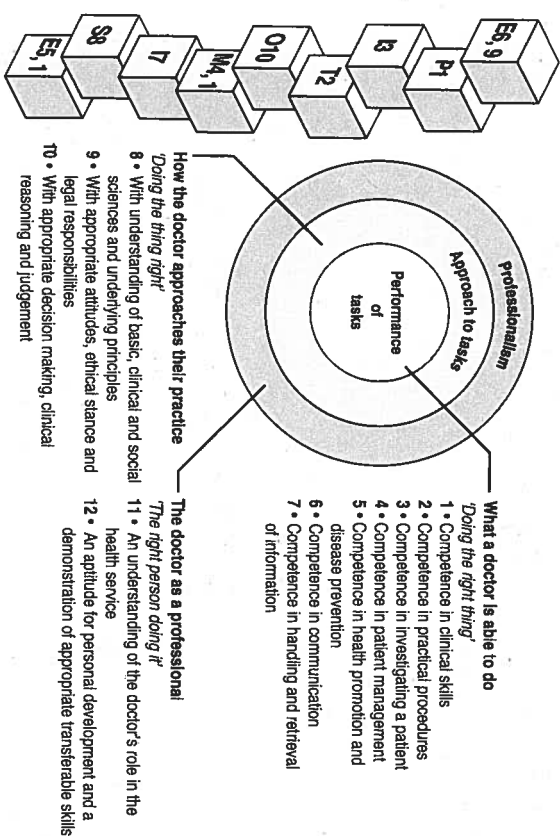 E6, 9
P1
I3
T2
O10
M4, 1
I7
S8
E5, 1
Professionalism
Approach to tasks
Performance
of
tasks
What a doctor is able to do
'Doing the right thing'
1 • Competence in clinical skills
2 • Competence in practical procedures
3 • Competence in investigating a patient
4 • Competence in patient management
5 • Competence in health promotion and
disease prevention
6 • Competence in communication
7 • Competence in handling and retrieval
of information
How the doctor approaches their practice
'Doing the thing right'
8 • With understanding of basic, clinical and social
sciences and underlying principles
9 • With appropriate attitudes, ethical stance and
legal responsibilities
10 • With appropriate decision making, clinical
reasoning and judgement
The doctor as a professional
'The right person doing it'
11 • An understanding of the doctor's role in the
health service
12 • An aptitude for personal development and a
demonstration of appropriate transferable skills